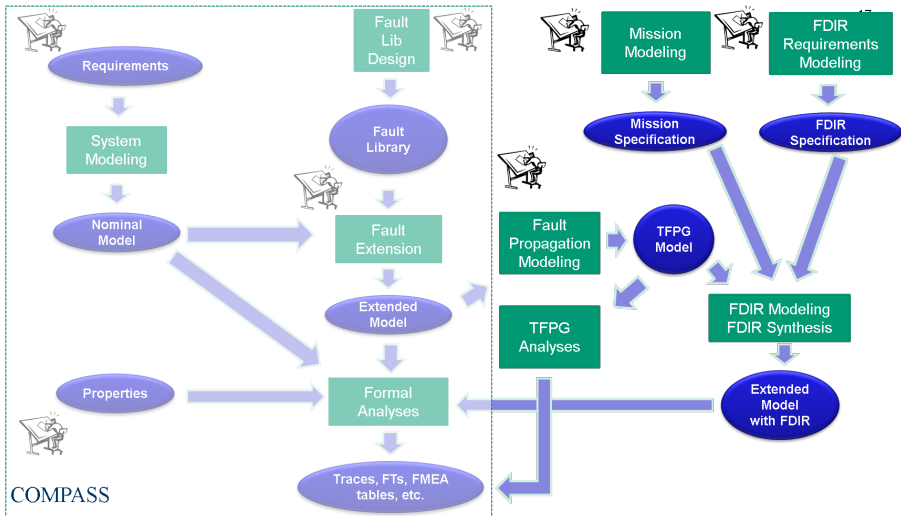 Fault
Lib
Design
Requirements
System
Modeling
Fault
Library
Nominal
Model
Fault
Extension
Extended
Model
Properties
Formal
Analyses
Traces, FTs, FMEA
tables, etc.
COMPASS
Mission
Modeling
FDIR
Requirements
Modeling
Mission
Specification
FDIR
Specification
Fault
Propagation
Modeling
TFPG
Model
TFPG
Analyses
FDIR Modeling
FDIR Synthesis
Extended
Model
with FDIR